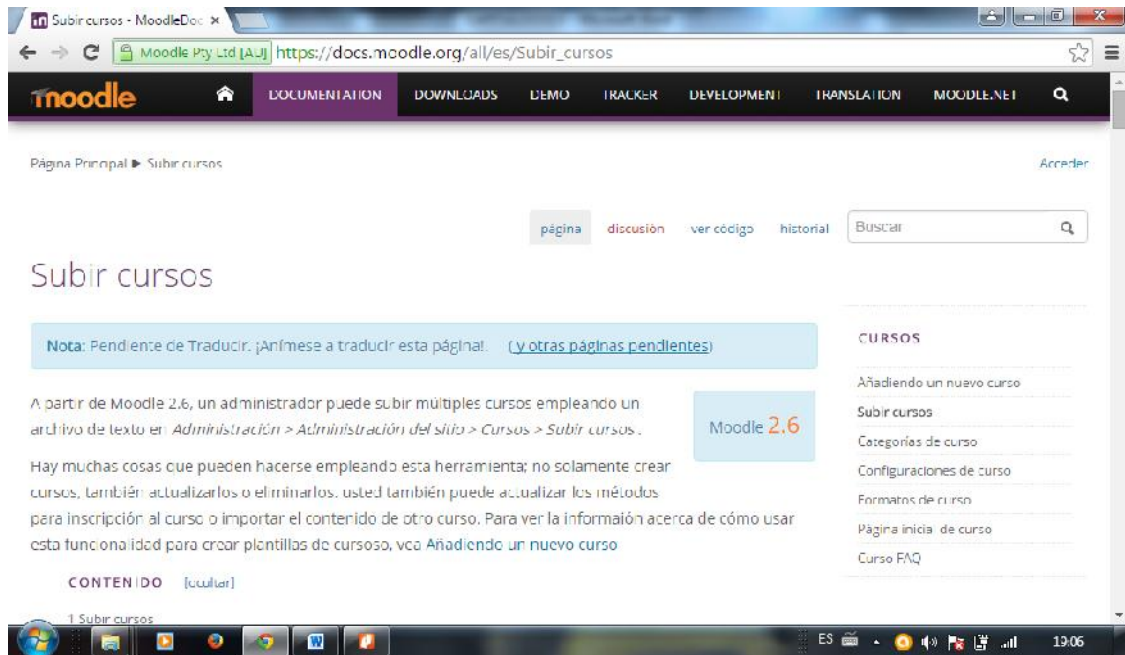 Subir cursos - MoodleDoc
Moodle Pty Ltd [AU] https://docs.moodle.org/all/es/Subir_cursos
moodle DOCUMENTATION DOWNLOADS DEMO TRACKER DEVELOPMENT TRANSLATION MOODLE.NET
Página Principal ► Subir cursos Acceder
página discusión ver código historial Buscar
Subir cursos
Nota: Pendiente de Traducir. ¡Anímese a traducir esta página!. ( y otras páginas pendientes)
A partir de Moodle 2.6, un administrador puede subir múltiples cursos empleando un
archivo de texto en Administración > Administración del sitio > Cursos > Subir cursos .
Moodle 2.6
Hay muchas cosas que pueden hacerse empleando esta herramienta; no solamente crear
cursos, también actualizarlos o eliminarlos. usted también puede actualizar los métodos
para inscripción al curso o importar el contenido de otro curso. Para ver la informaión acerca de cómo usar
esta funcionalidad para crear plantillas de cursoso, vea Añadiendo un nuevo curso
CONTENIDO [ocultar]
1 Subir cursos
CURSOS
Añadiendo un nuevo curso
Subir cursos
Categorías de curso
Configuraciones de curso
Formatos de curso
Página inicial de curso
Curso FAQ
ES 19:06